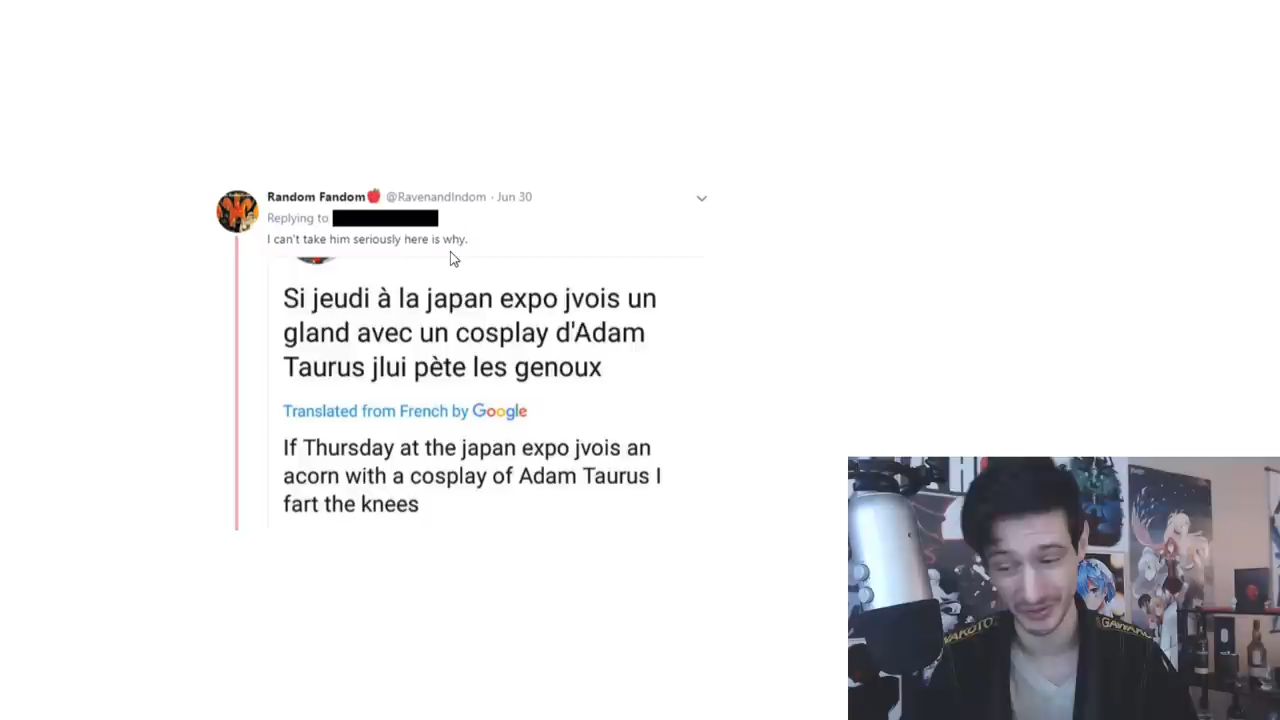 Random Fandom @RavenandIndom · Jun 30
Replying to
I can't take him seriously here is why.
Si jeudi à la japan expo jvois un
gland avec un cosplay d'Adam
Taurus jlui pète les genoux
Translated from French by Google
If Thursday at the japan expo jvois an
acorn with a cosplay of Adam Taurus I
fart the knees